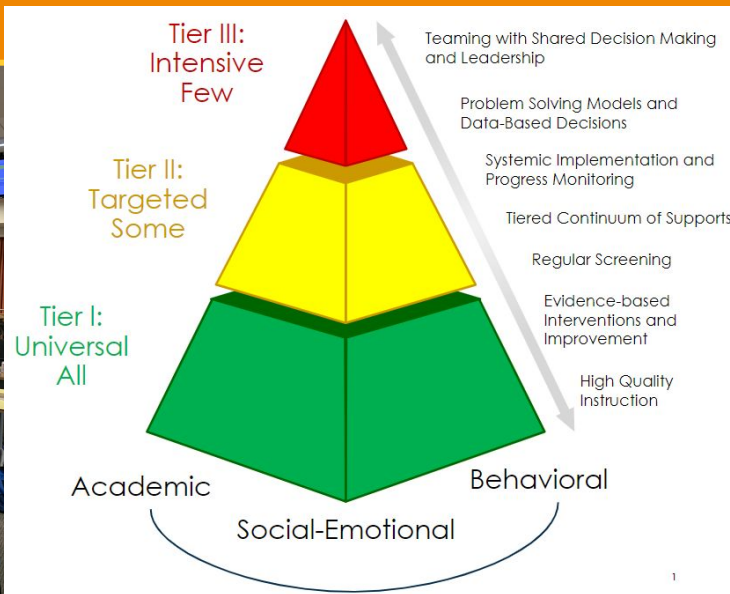 Tier III:
Intensive
Few
Teaming with Shared Decision Making
and Leadership
Problem Solving Models and
Data-Based Decisions
Systemic Implementation and
Progress Monitoring
Tier II:
Targeted
Some
Tiered Continuum of Supports
Regular Screening
Evidence-based
Interventions and
Improvement
Tier I:
Universal
All
High Quality
Instruction
Academic
Behavioral
Social-Emotional
1